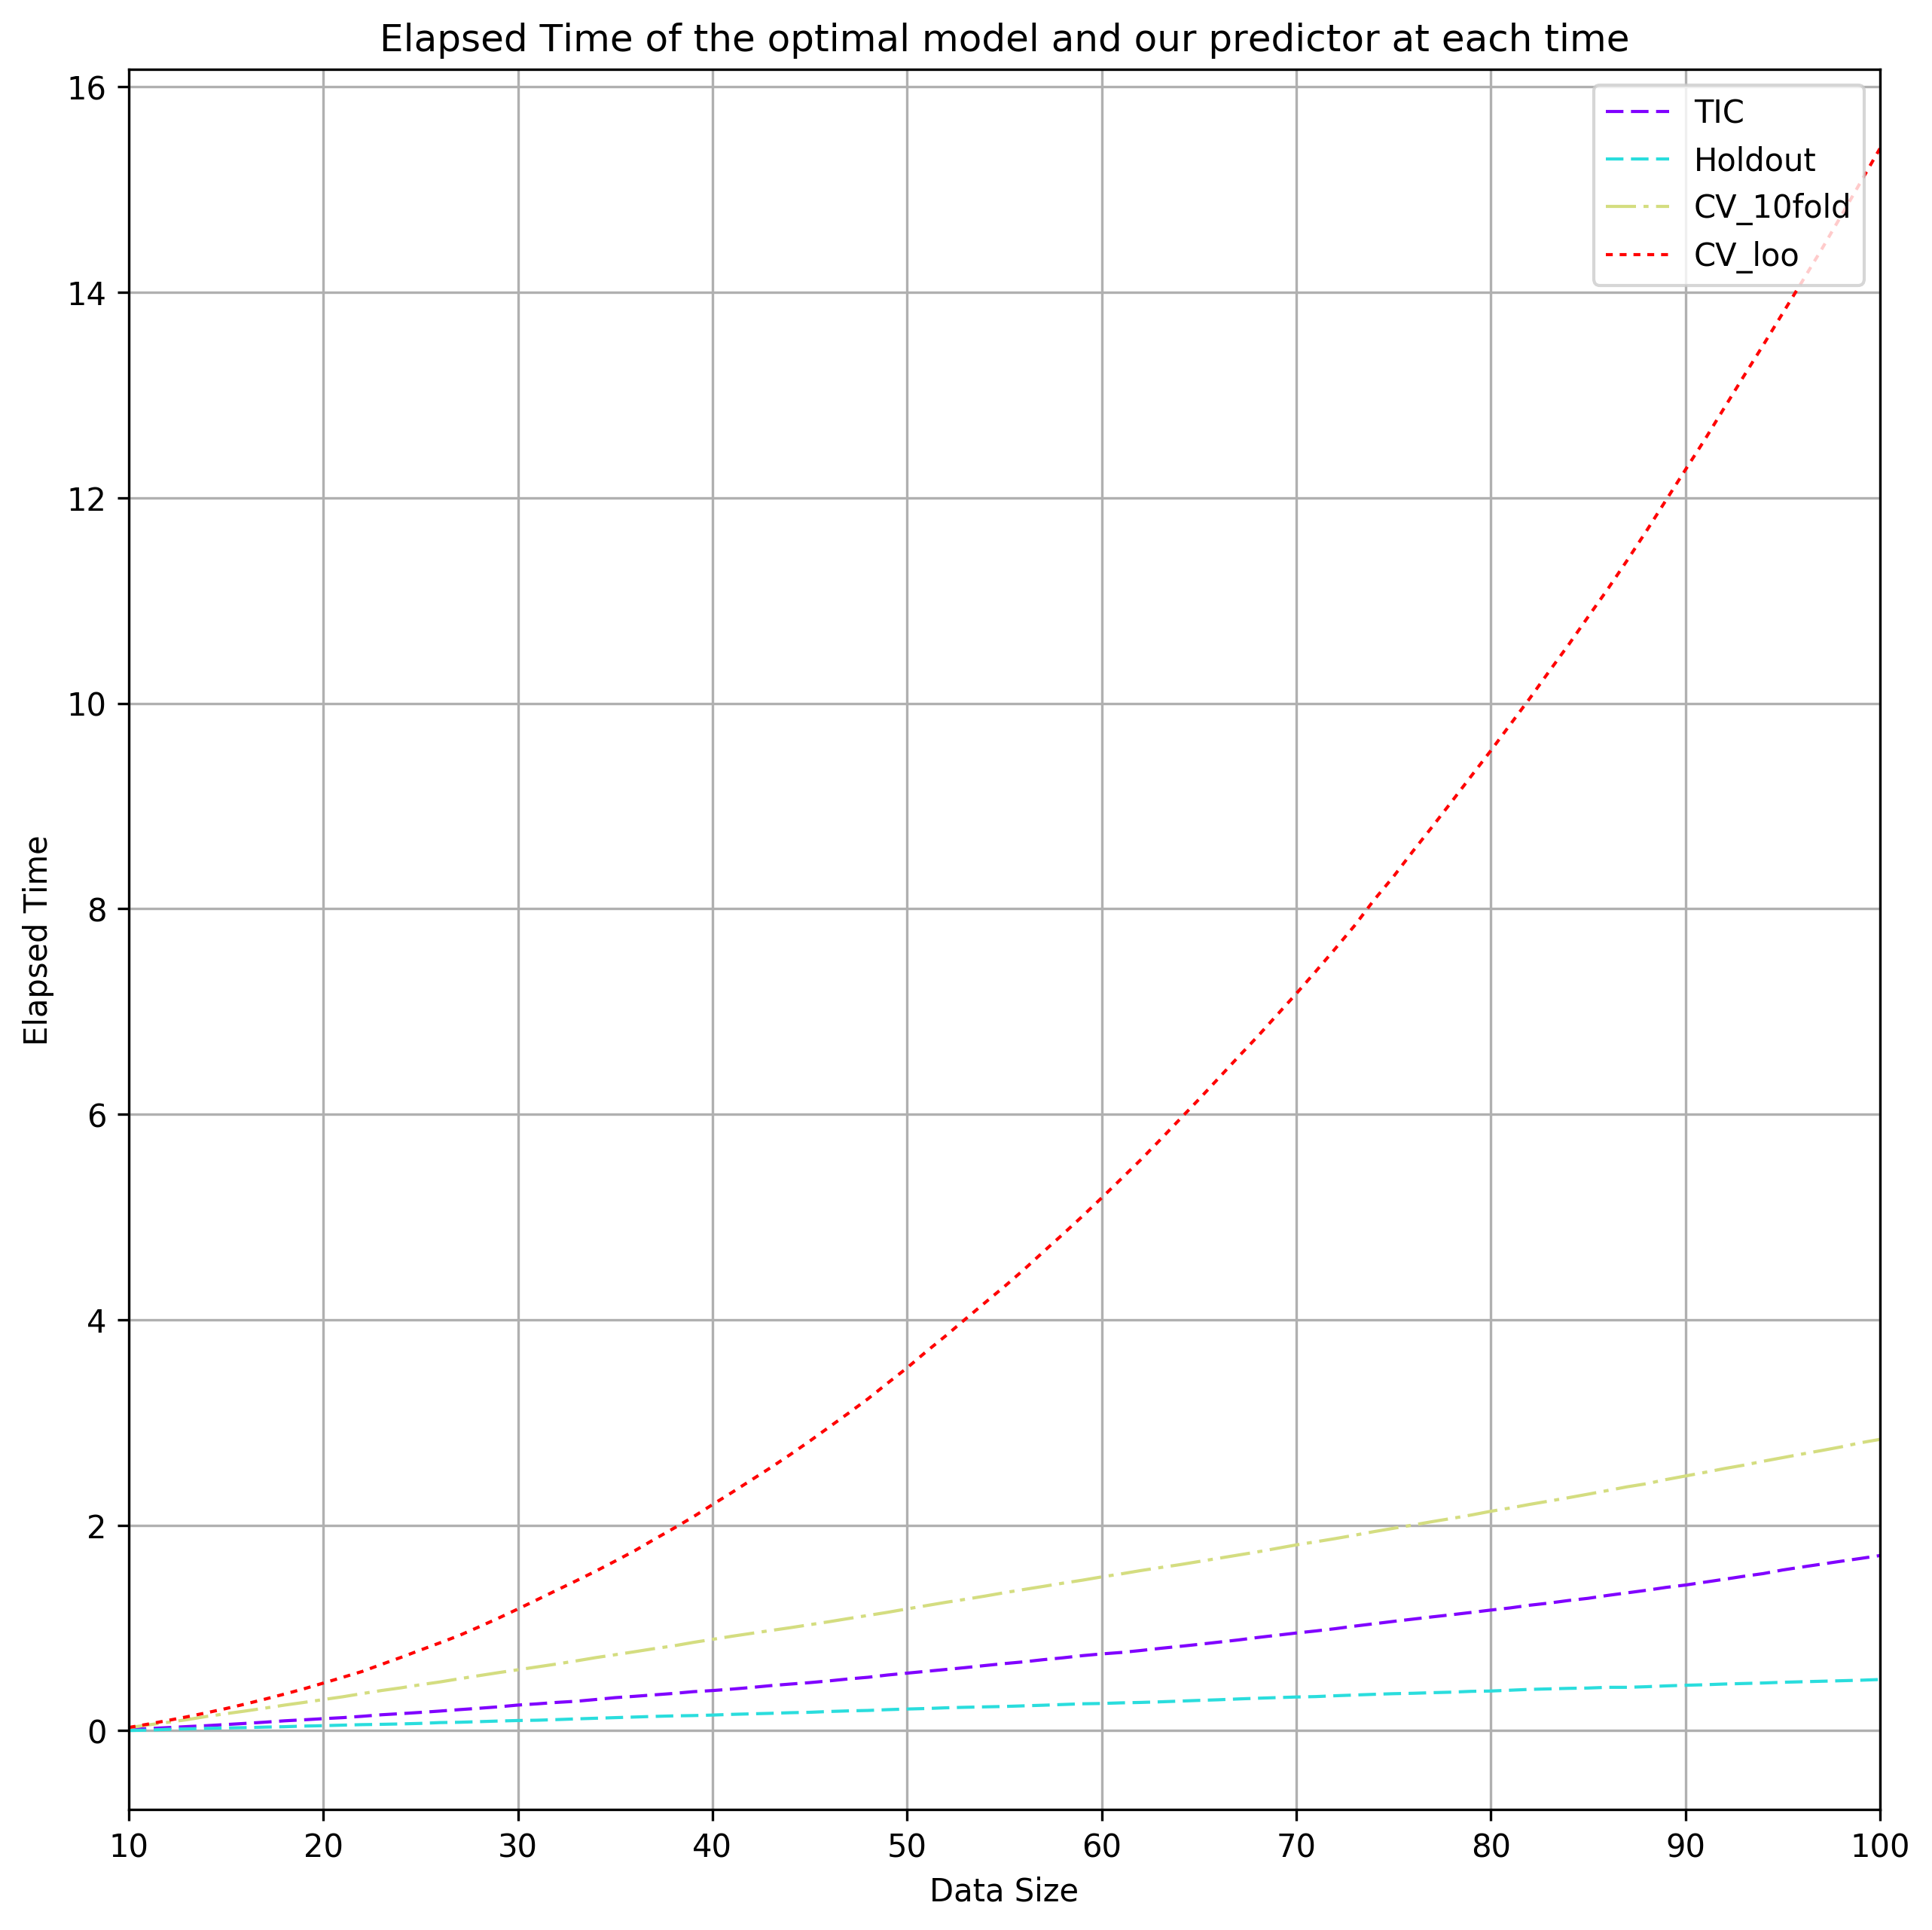 Elapsed Time of the optimal model and our predictor at each time
16
14
12
10
8
6
4
2
0
Elapsed Time
TIC
Holdout
CV_10fold
CV_loo
10 20 30 40 50 60 70 80 90 100
Data Size